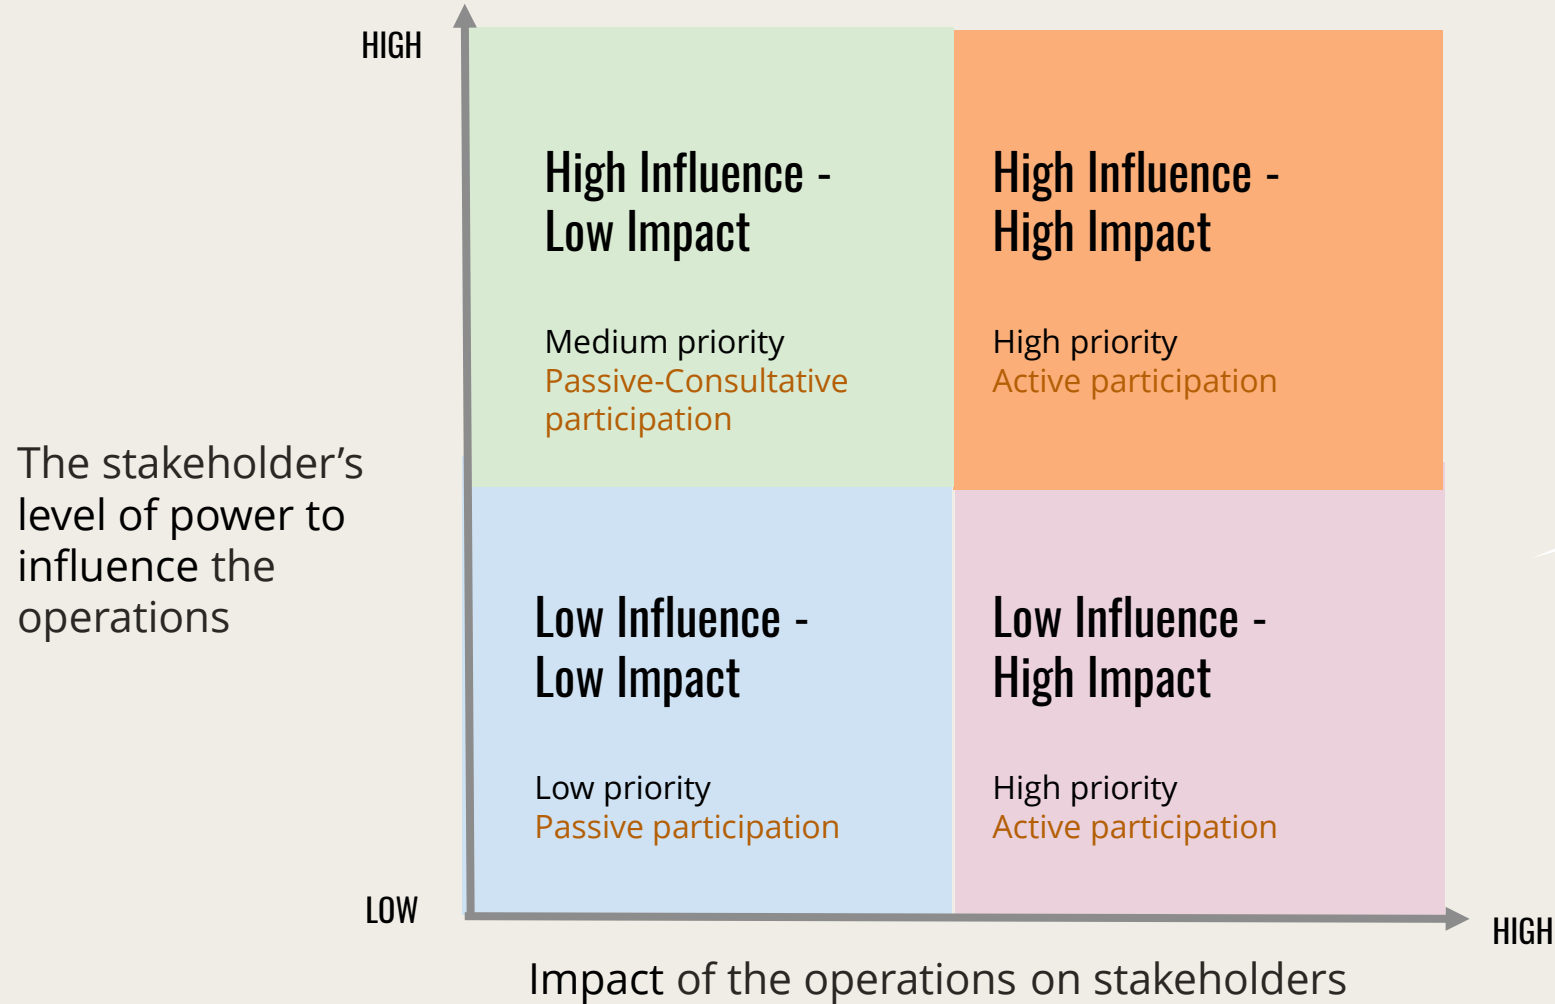 HIGH
High Influence -
Low Impact
Medium priority
Passive-Consultative
participation
High Influence -
High Impact
High priority
Active participation
The stakeholder’s
level of power to
influence the
operations
Low Influence -
Low Impact
Low priority
Passive participation
Low Influence -
High Impact
High priority
Active participation
LOW
HIGH
Impact of the operations on stakeholders